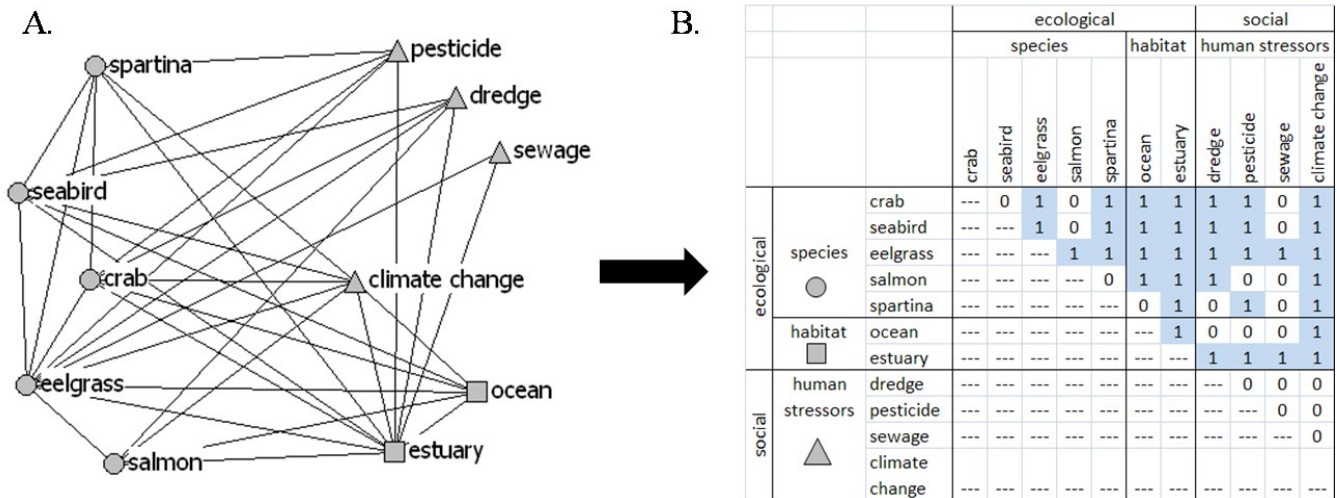 A.
spartina
pesticide
dredge
sewage
seabird
crab
climate change
eelgrass
ocean
salmon
estuary
B.
ecological social
species habitat human stressors
crab seabird eelgrass salmon spartina ocean estuary dredge pesticide sewage climate change
ecological
species
crab --- 0 1 0 1 1 1 1 1 0 1
seabird --- --- 1 0 1 1 1 1 1 0 1
eelgrass --- --- --- 1 1 1 1 1 1 1 1
salmon --- --- --- --- 0 1 1 1 0 0 1
spartina --- --- --- --- --- 0 1 0 1 0 1
habitat
ocean --- --- --- --- --- --- 1 0 0 0 1
estuary --- --- --- --- --- --- --- 1 1 1 1
social
human stressors
dredge --- --- --- --- --- --- --- --- 0 0 0
pesticide --- --- --- --- --- --- --- --- --- 0 0
sewage --- --- --- --- --- --- --- --- --- --- 0
climate
change --- --- --- --- --- --- --- --- --- --- ---